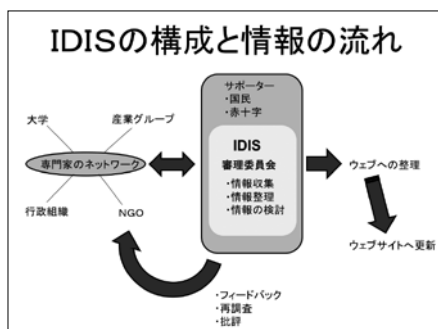 IDISの構成と情報の流れ
サポーター
・国民
・赤十字
大学
産業グループ
IDIS
審理委員会
・情報収集
・情報整理
・情報の検討
専門家のネットワーク
ウェブへの整理
行政組織
NGO
ウェブサイトへ更新
・フィードバック
・再調査
・批評